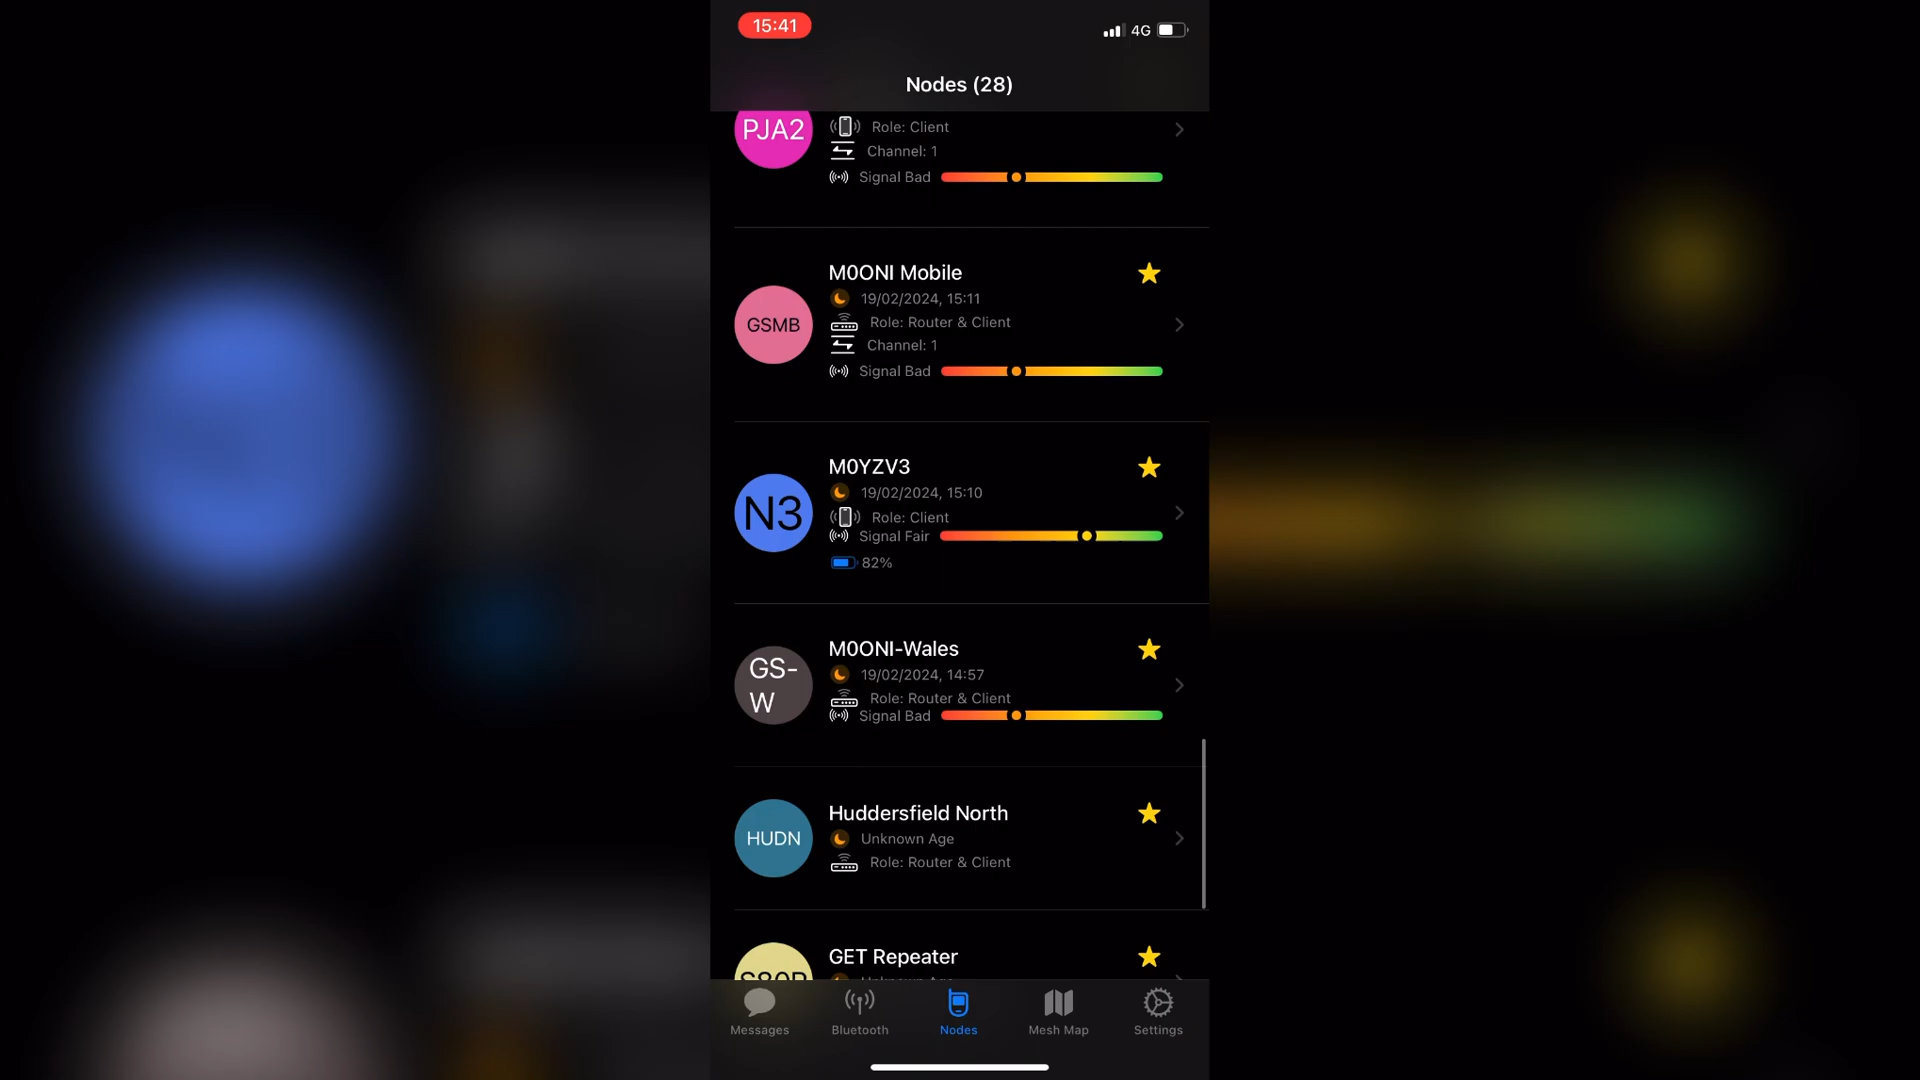 15:41
4G
Nodes (28)
PJA2
Role: Client
Channel: 1
Signal Bad
M0ONI Mobile
19/02/2024, 15:11
GSMB
Role: Router & Client
Channel: 1
Signal Bad
M0YZV3
19/02/2024, 15:10
N3
Role: Client
Signal Fair
82%
M0ONI-Wales
GS-
W
19/02/2024, 14:57
Role: Router & Client
Signal Bad
Huddersfield North
HUDN
Unknown Age
Role: Router & Client
GET Repeater
Messages
Bluetooth
Nodes
Mesh Map
Settings